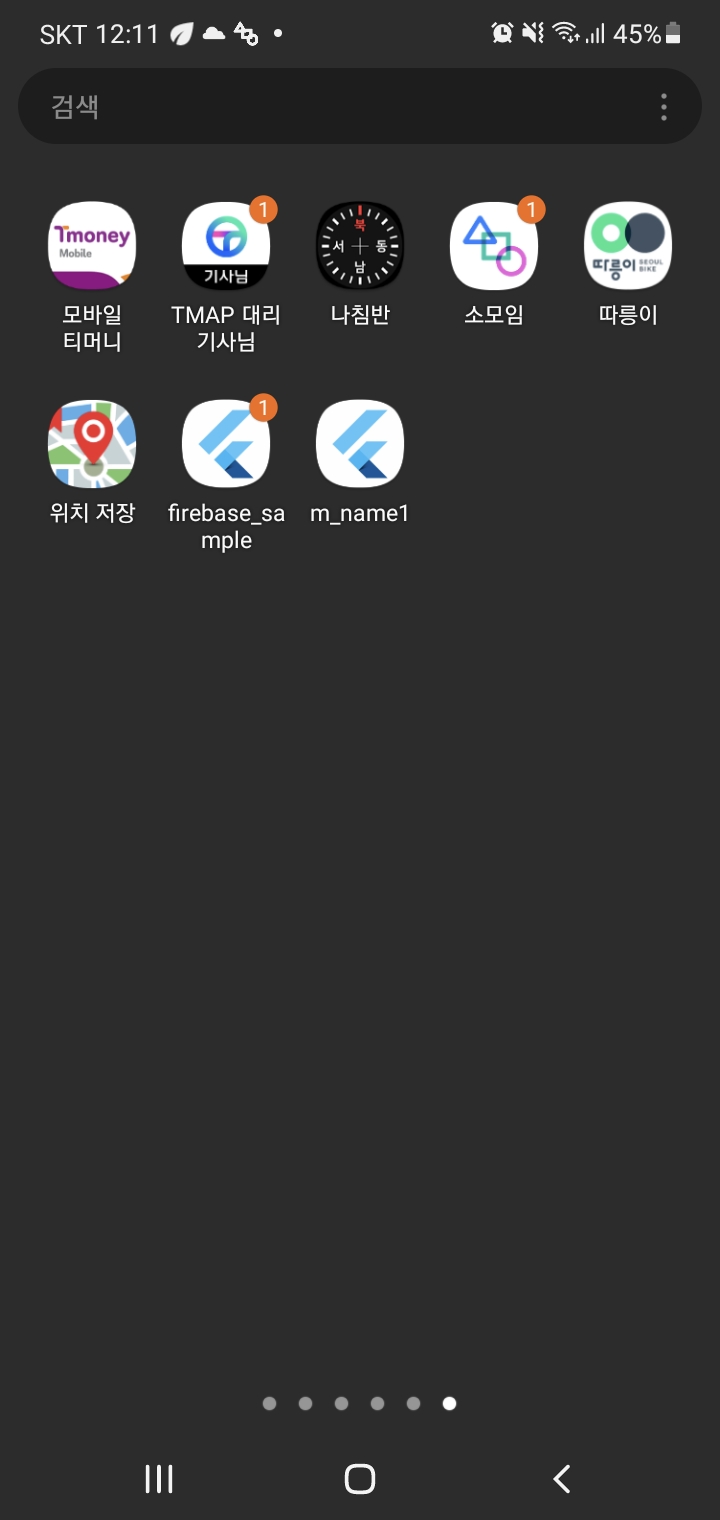 SKT 12:11
45%
검색
Tmoney
Mobile
1
기사님
북
서 동
남
1
따릉이 SEOUL
BIKE
모바일
티머니
TMAP 대리
기사님
나침반
소모임
따릉이
1
위치 저장
firebase_sa
mple
m_name1